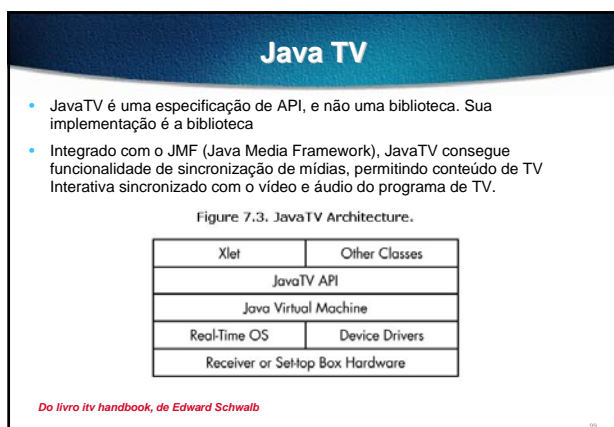 Java TV
JavaTV é uma especificação de API, e não uma biblioteca. Sua
implementação é a biblioteca
Integrado com o JMF (Java Media Framework), JavaTV consegue
funcionalidade de sincronização de mídias, permitindo conteúdo de TV
Interativa sincronizado com o vídeo e áudio do programa de TV.
Figure 7.3. JavaTV Architecture.
Xlet Other Classes
JavaTV API
Java Virtual Machine
Real-Time OS Device Drivers
Receiver or Set-top Box Hardware
Do livro itv handbook, de Edward Schwalb
99